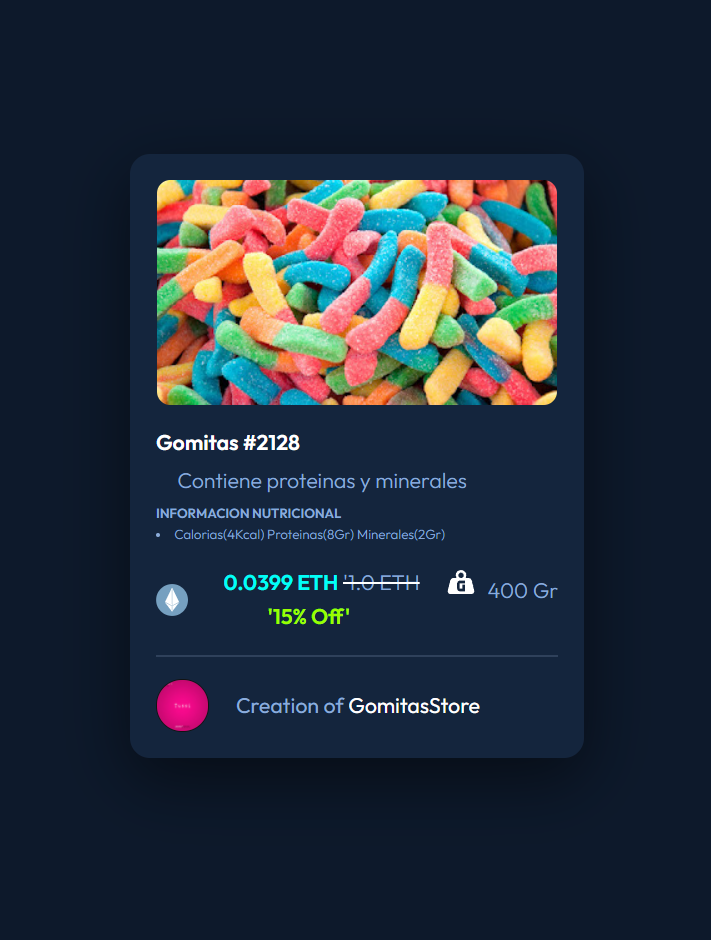 Gomitas #2128
Contiene proteinas y minerales
INFORMACION NUTRICIONAL
• Calorias(4Kcal) Proteinas(8Gr) Minerales(2Gr)
0.0399 ETH '1.0 ETH
'15% Off'
G
400 Gr
Creation of GomitasStore